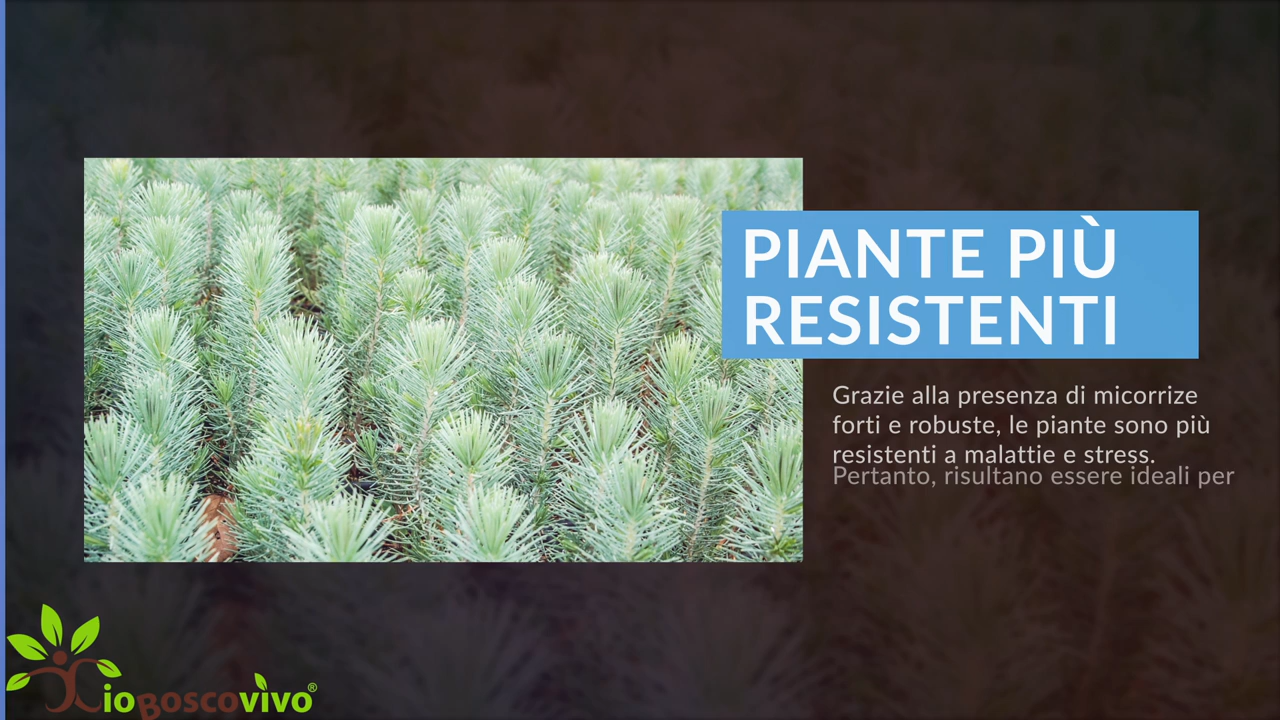 PIANTE PIÙ
RESISTENTI
Grazie alla presenza di micorrize
forti e robuste, le piante sono più
resistenti a malattie e stress.
Pertanto, risultano essere ideali per
ioBoscovivo®